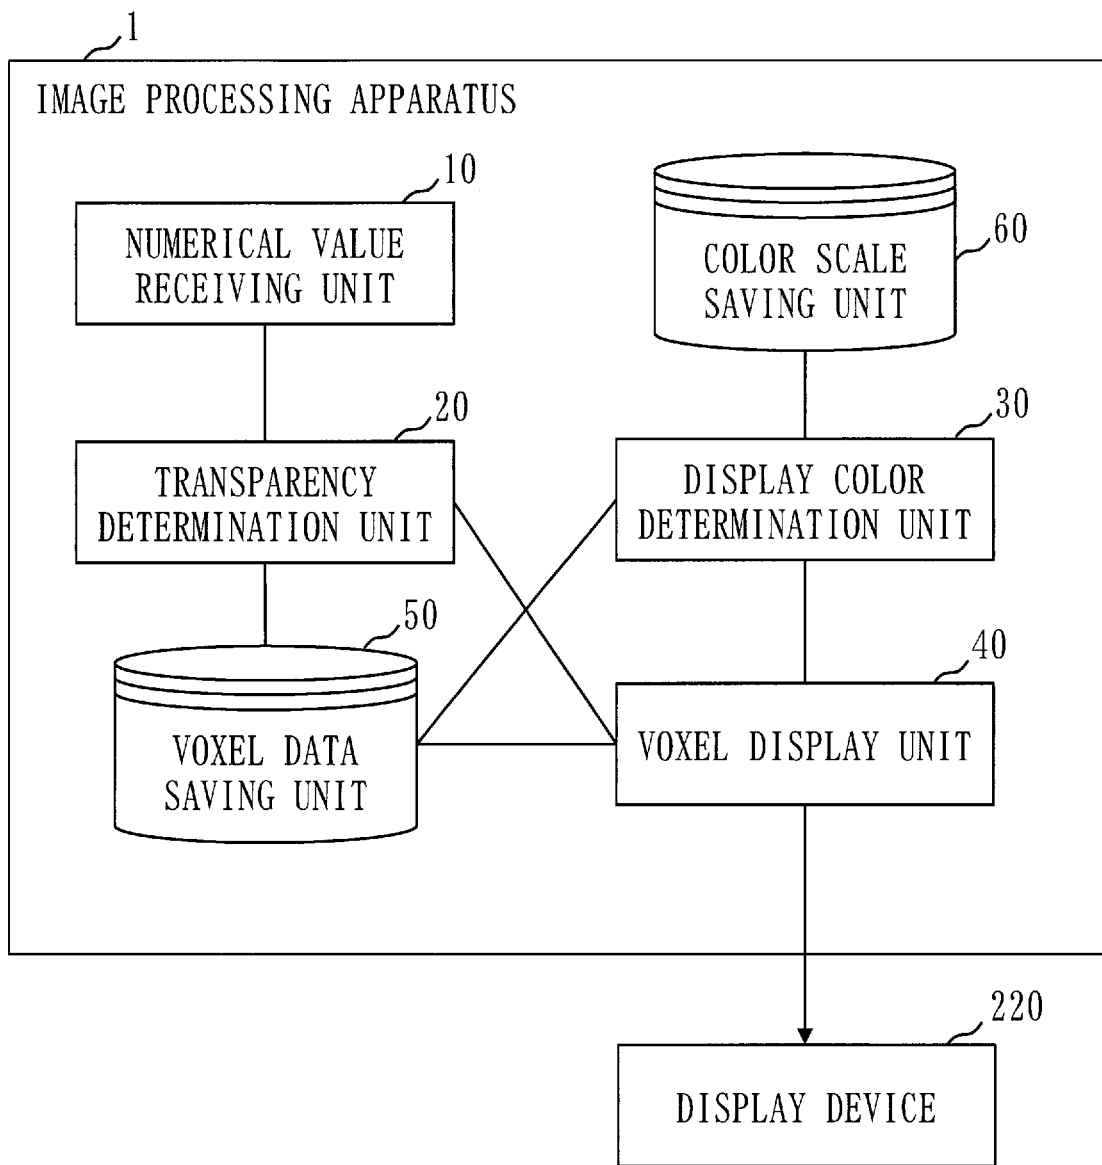 1
IMAGE PROCESSING APPARATUS
10
NUMERICAL VALUE
RECEIVING UNIT
60
COLOR SCALE
SAVING UNIT
20
TRANSPARENCY
DETERMINATION UNIT
30
DISPLAY COLOR
DETERMINATION UNIT
50
VOXEL DATA
SAVING UNIT
40
VOXEL DISPLAY UNIT
220
DISPLAY DEVICE